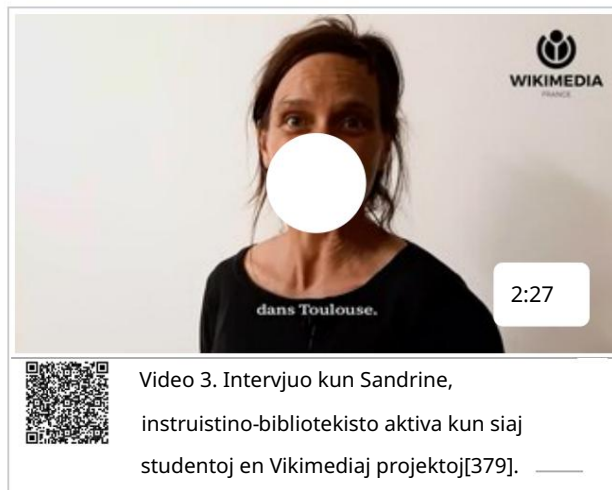 WIKIMEDIA
FRANCE
dans Toulouse.
2:27
Video 3. Intervjuo kun Sandrine,
instruistino-bibliotekisto aktiva kun siaj
studentoj en Vikimediaj projektoj[379].